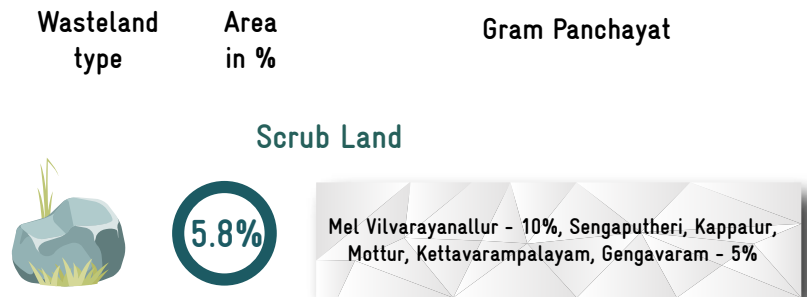 Wasteland
type
Area
in %
Gram Panchayat
Scrub Land
5.8%
Mel Vilvarayanallur - 10%, Sengaputheri, Kappalur,
Mottur, Kettavarampalayam, Gengavaram - 5%